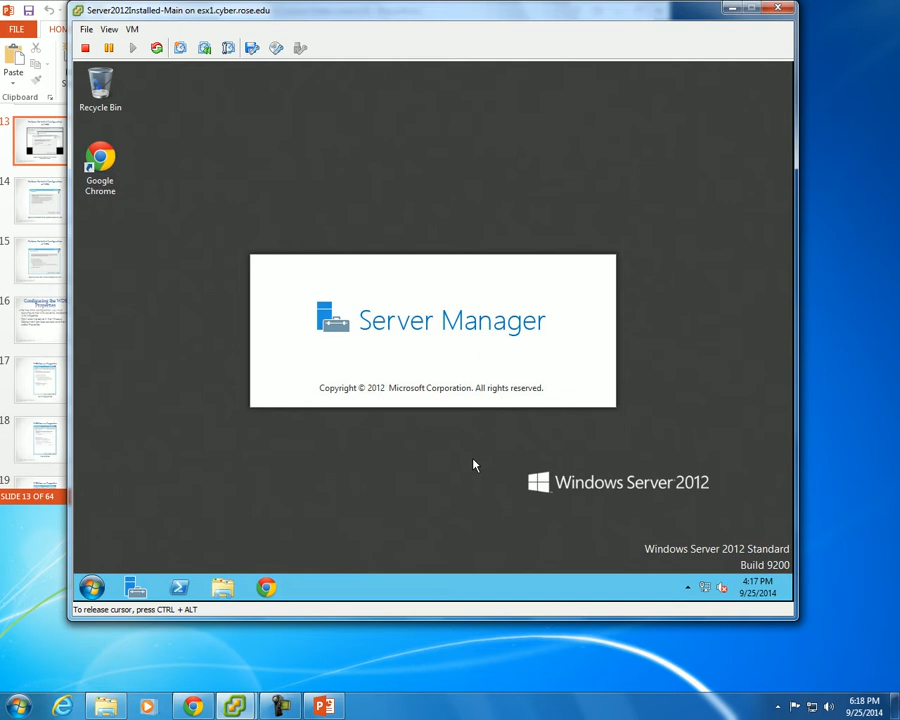 Server2012Installed-Main on esx1.cyber.rose.edu
FILE
HOM
Paste
Clipboard
File View VM
Recycle Bin
Google
Chrome
13
14
15
16
17
18
19
SLIDE 13 OF 64
Server Manager
Copyright © 2012 Microsoft Corporation. All rights reserved.
Windows Server 2012
Windows Server 2012 Standard
Build 9200
4:17 PM
9/25/2014
To release cursor, press CTRL + ALT
6:18 PM
9/25/2014